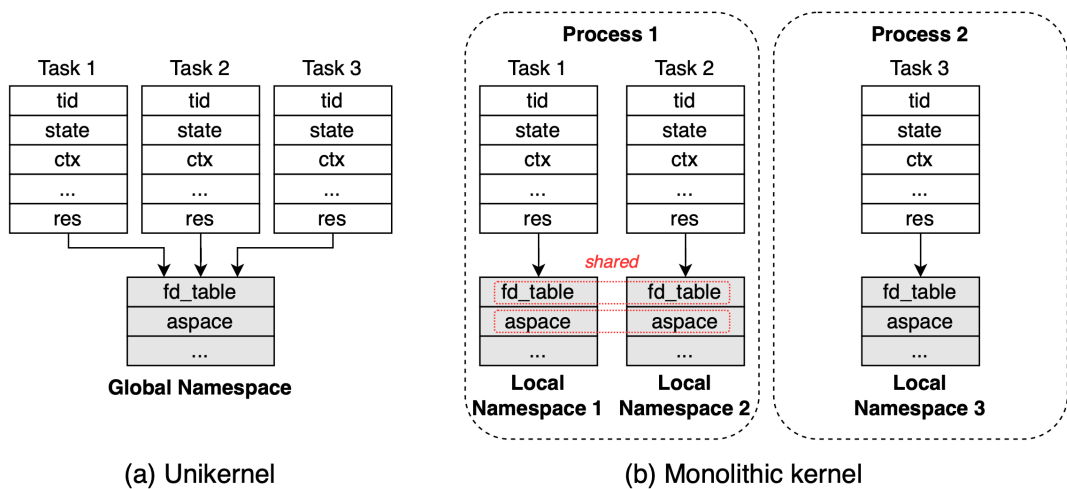 Process 1
Process 2
Task 1
Task 2
Task 3
Task 1
Task 2
Task 3
tid
tid
tid
tid
tid
tid
state
state
state
state
state
state
ctx
ctx
ctx
ctx
ctx
ctx
...
...
...
...
...
...
res
res
res
res
res
res
shared
fd_table
fd_table
fd_table
fd_table
aspace
aspace
aspace
aspace
...
...
...
...
Global Namespace
Local
Namespace 1
Local
Namespace 2
Local
Namespace 3
(a) Unikernel
(b) Monolithic kernel